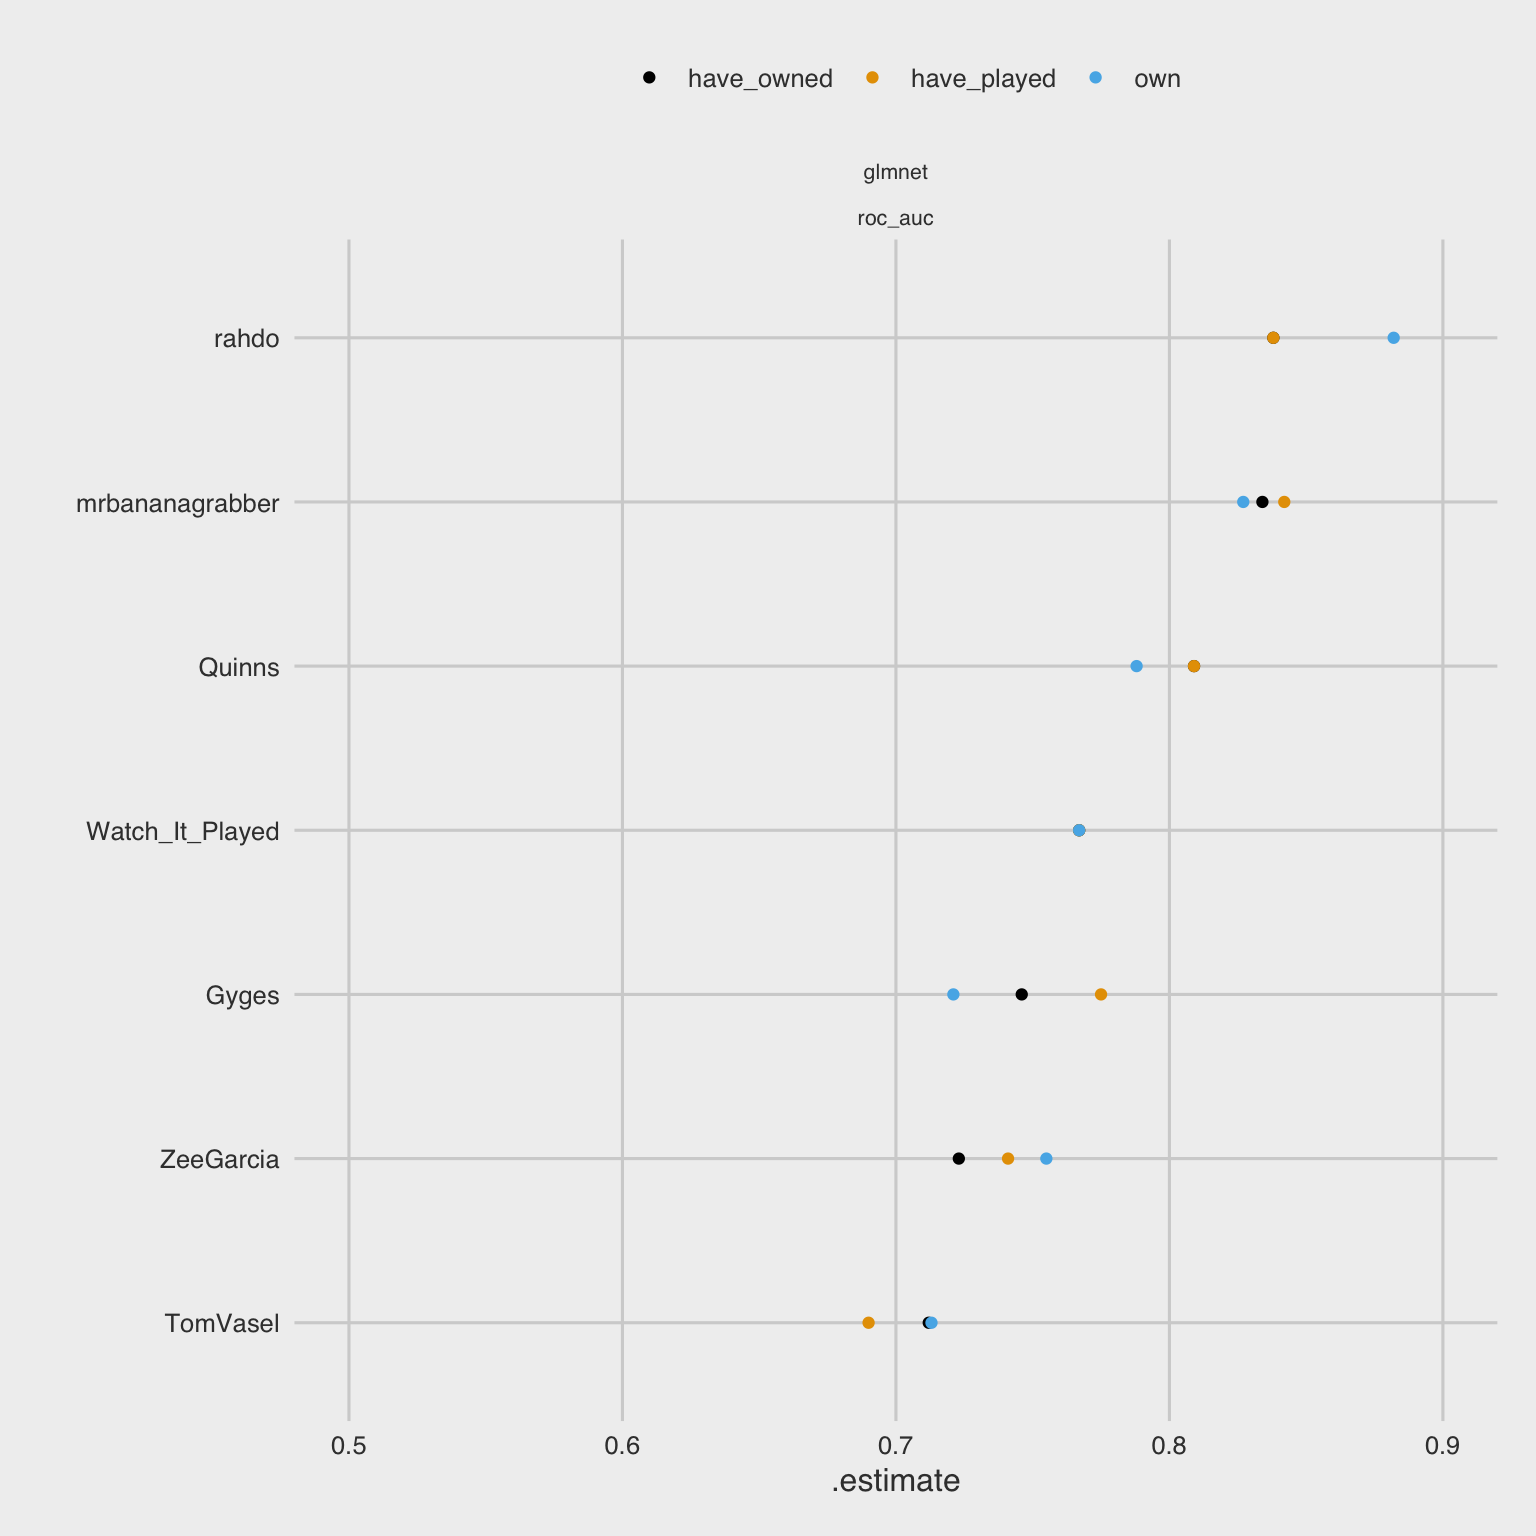 have_owned have_played own
glmnet
roc_auc
rahdo
mrbananagrabber
Quinns
Watch_It_Played
Gyges
ZeeGarcia
TomVasel
0.5 0.6 0.7 0.8 0.9
.estimate